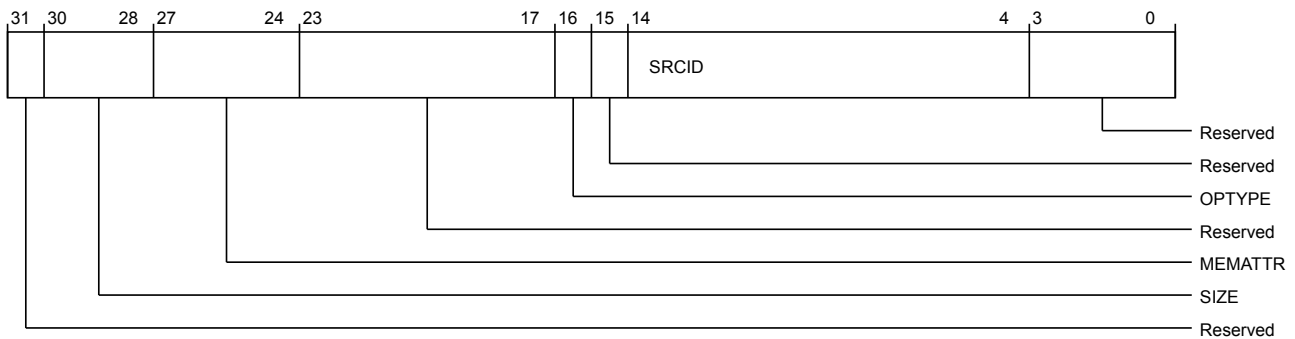 31 30 28 27 24 23 17 16 15 14 4 3 0
SRCID
Reserved
Reserved
OPTYPE
Reserved
MEMATTR
SIZE
Reserved